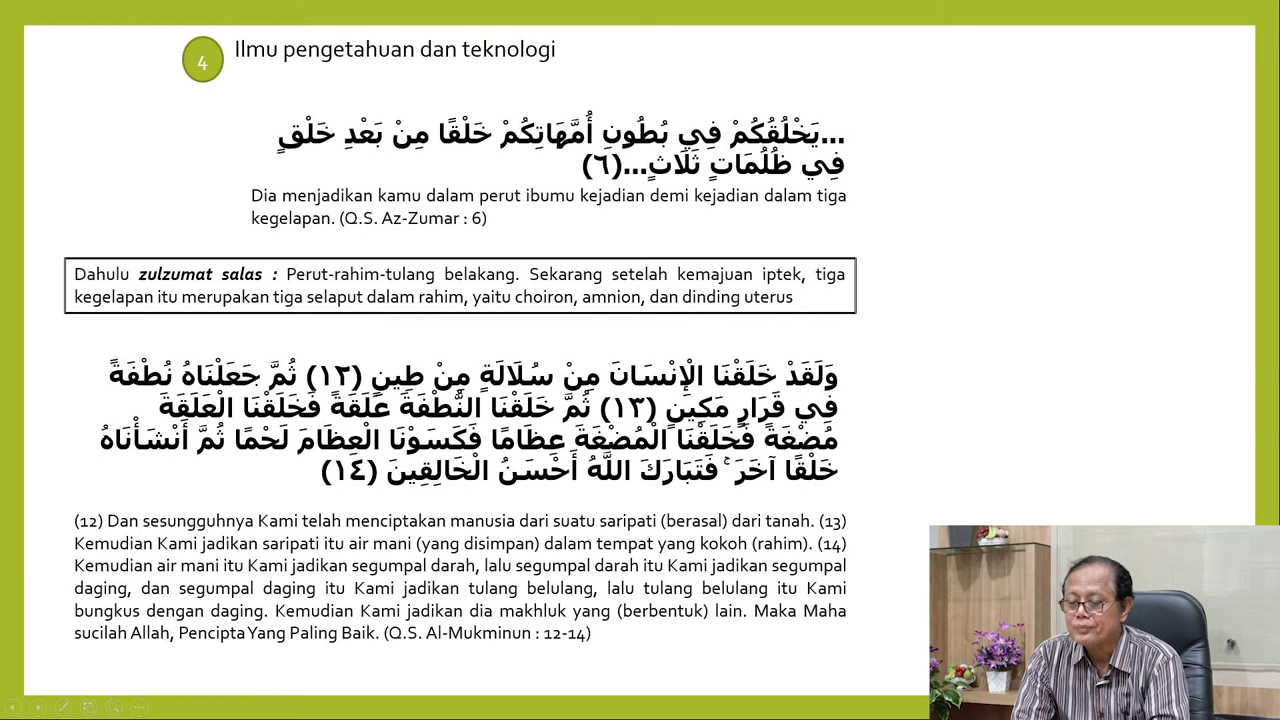 4
Ilmu pengetahuan dan teknologi
...يَخْلُقُكُمْ فِي بُطُونِ أُمَّهَاتِكُمْ خَلْقًا مِنْ بَعْدِ خَلْقٍ
فِي ظُلُمَاتٍ ثَلَاثٍ...(٦)
Dia menjadikan kamu dalam perut ibumu kejadian demi kejadian dalam tiga
kegelapan. (Q.S. Az-Zumar : 6)
Dahulu zulzumat salas : Perut-rahim-tulang belakang. Sekarang setelah kemajuan iptek, tiga
kegelapan itu merupakan tiga selaput dalam rahim, yaitu choiron, amnion, dan dinding uterus
وَلَقَدْ خَلَقْنَا الْإِنْسَانَ مِنْ سُلَالَةٍ مِنْ طِينٍ (١٢) ثُمَّ جَعَلْنَاهُ نُطْفَةً
فِي قَرَارٍ مَكِينٍ (١٣) ثُمَّ خَلَقْنَا النُّطْفَةَ عَلَقَةً فَخَلَقْنَا الْعَلَقَةَ
مُضْغَةً فَخَلَقْنَا الْمُضْغَةَ عِظَامًا فَكَسَوْنَا الْعِظَامَ لَحْمًا ثُمَّ أَنْشَأْنَاهُ
خَلْقًا آخَرَ ۚ فَتَبَارَكَ اللَّهُ أَحْسَنُ الْخَالِقِينَ (١٤)
(12) Dan sesungguhnya Kami telah menciptakan manusia dari suatu saripati (berasal) dari tanah. (13)
Kemudian Kami jadikan saripati itu air mani (yang disimpan) dalam tempat yang kokoh (rahim). (14)
Kemudian air mani itu Kami jadikan segumpal darah, lalu segumpal darah itu Kami jadikan segumpal
daging, dan segumpal daging itu Kami jadikan tulang belulang, lalu tulang belulang itu Kami
bungkus dengan daging. Kemudian Kami jadikan dia makhluk yang (berbentuk) lain. Maka Maha
sucilah Allah, Pencipta Yang Paling Baik. (Q.S. Al-Mukminun : 12-14)